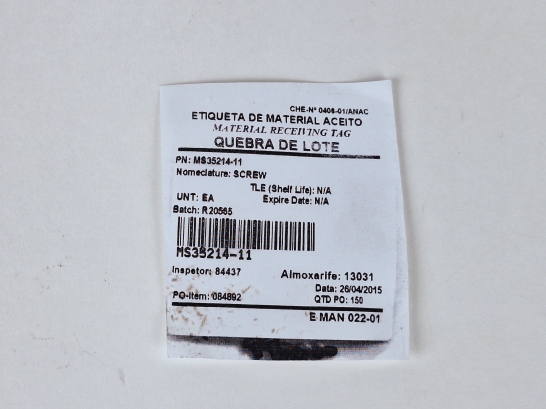 CHE-Nº 0406-01/ANAC
ETIQUETA DE MATERIAL ACEITO
MATERIAL RECEIVING TAG
QUEBRA DE LOTE
PN: MS35214-11
Nomenclature: SCREW
TLE (Shelf Life): N/A
UNT: EA Expire Date: N/A
Batch: R20565
MS35214-11
Inspetor: 84437 Almoxarife: 13031
Data: 26/04/2015
PO-Item: 084892 QTD PO: 150
E MAN 022-01